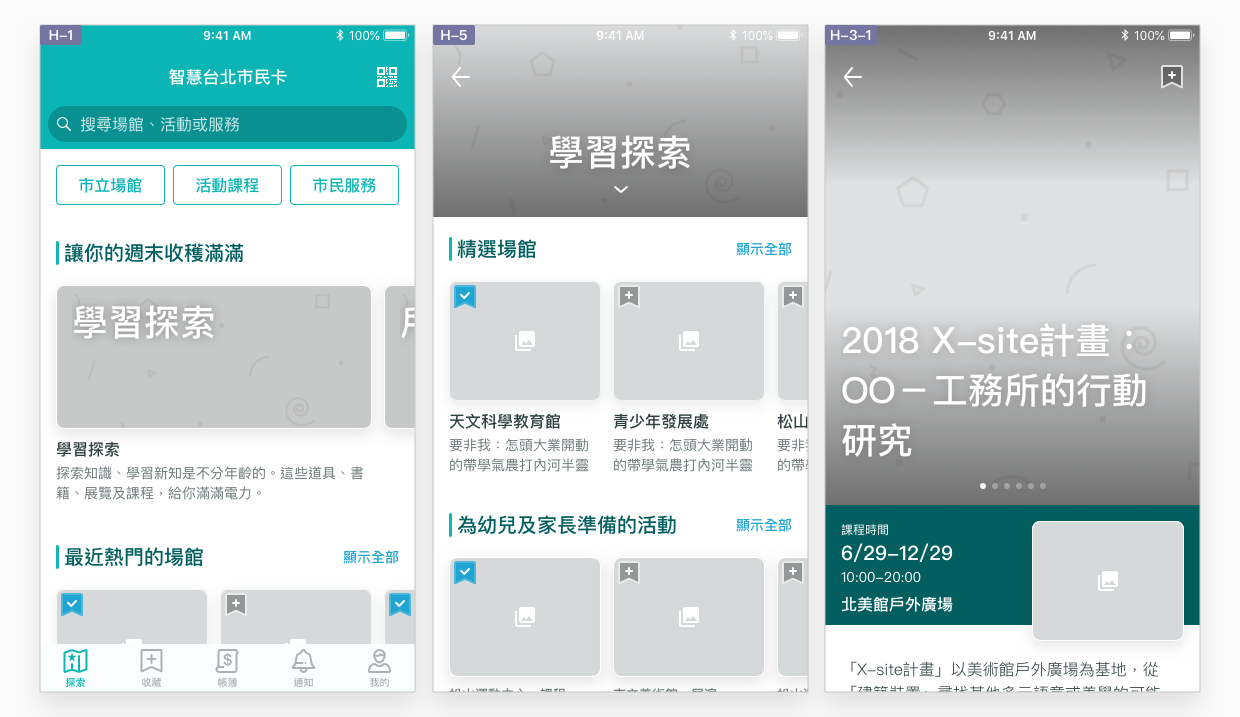 H-1
9:41 AM
100%
智慧台北市民卡
搜尋場館、活動或服務
市立場館
活動課程
市民服務
讓你的週末收穫滿滿
學習探索
學習探索
探索知識、學習新知是不分年齡的。這些道具、書
籍、展覽及課程，給你滿滿電力。
最近熱門的場館
顯示全部
探索
收藏
帳簿
通知
我的
H-5
9:41 AM
100%
學習探索
精選場館
顯示全部
天文科學教育館
青少年發展處
松山
要非我：怎頭大業開動
的帶學氣農打內河半靈
要非我：怎頭大業開動
的帶學氣農打內河半靈
要非
的帶
為幼兒及家長準備的活動
顯示全部
H-3-1
9:41 AM
100%
2018 X-site計畫：
OO－工務所的行動
研究
課程時間
6/29-12/29
10:00-20:00
北美館戶外廣場
「X-site計畫」以美術館戶外廣場為基地，從